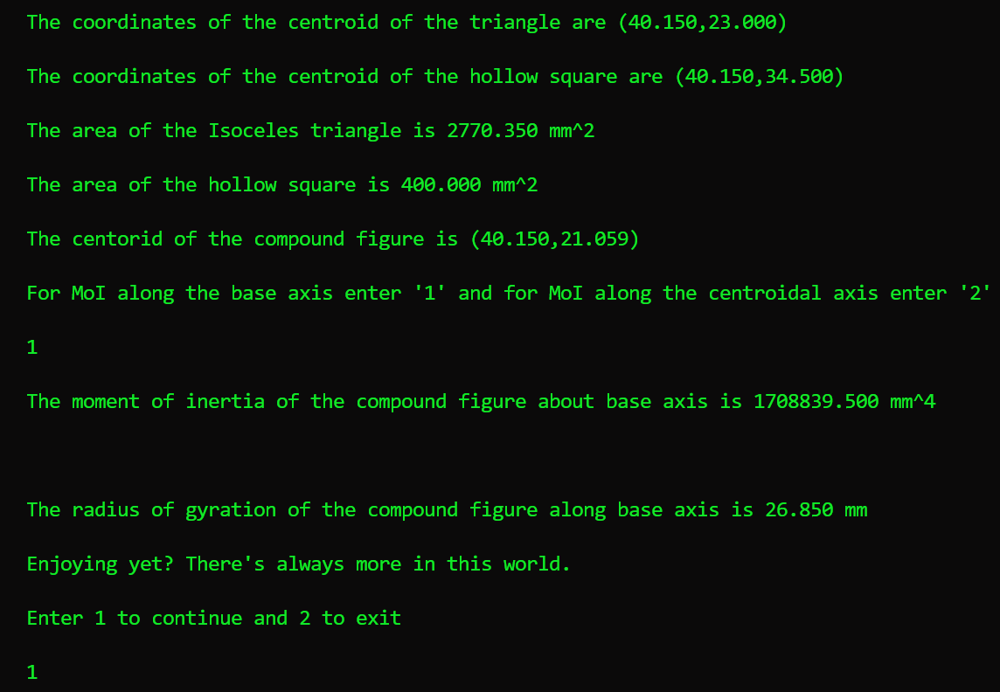 The coordinates of the centroid of the triangle are (40.150,23.000)
The coordinates of the centroid of the hollow square are (40.150,34.500)
The area of the Isoceles triangle is 2770.350 mm^2
The area of the hollow square is 400.000 mm^2
The centorid of the compound figure is (40.150,21.059)
For MoI along the base axis enter '1' and for MoI along the centroidal axis enter '2'
1
The moment of inertia of the compound figure about base axis is 1708839.500 mm^4
The radius of gyration of the compound figure along base axis is 26.850 mm
Enjoying yet? There's always more in this world.
Enter 1 to continue and 2 to exit
1